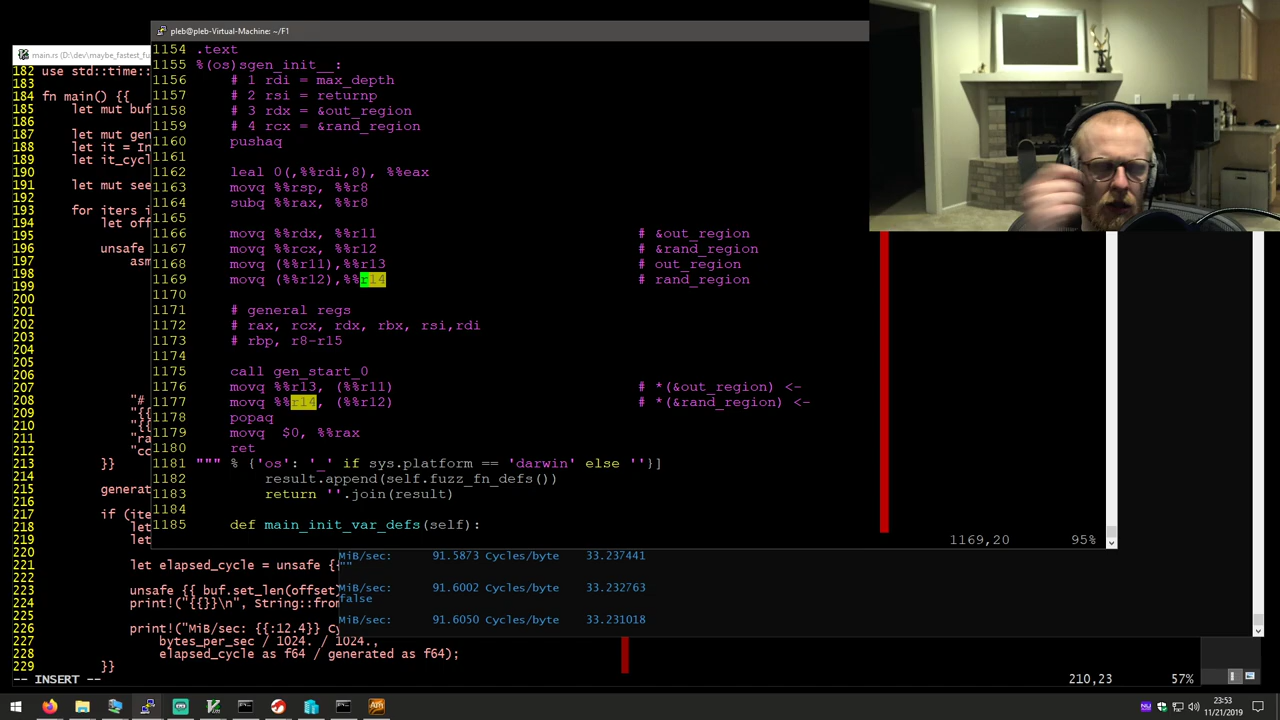 pleb@pleb-Virtual-Machine: ~/F1
1154 .text
1155 %(os)sgen_init__:
1156 # 1 rdi = max_depth
1157 # 2 rsi = returnp
1158 # 3 rdx = &out_region
1159 # 4 rcx = &rand_region
1160 pushaq
1161
1162 leal 0(,%%rdi,8), %%eax
1163 movq %%rsp, %%r8
1164 subq %%rax, %%r8
1165
1166 movq %%rdx, %%r11 # &out_region
1167 movq %%rcx, %%r12 # &rand_region
1168 movq (%%r11),%%r13 # out_region
1169 movq (%%r12),%%r14 # rand_region
1170
1171 # general regs
1172 # rax, rcx, rdx, rbx, rsi,rdi
1173 # rbp, r8-r15
1174
1175 call gen_start_0
1176 movq %%r13, (%%r11) # *(&out_region) <-
1177 movq %%r14, (%%r12) # *(&rand_region) <-
1178 popaq
1179 movq $0, %%rax
1180 ret
1181 """ % {'os': '_' if sys.platform == 'darwin' else ''}]
1182 result.append(self.fuzz_fn_defs())
1183 return ''.join(result)
1184
1185 def main_init_var_defs(self):
1169,20 95%
main.rs (D:\dev\maybe_fastest_fu
182 use std::time::
183
184 fn main() {{
185 let mut buf
186
187 let mut gen
188 let it = In
189 let it_cycl
190
191 let mut see
192
193 for iters i
194 let off
195
196 unsafe
197 asm
198
199
200
201
202
203
204
205
206
207
208 "#
209 "{{
210 "{{
211 "ra
212 "cc
213 }}
214
215 generat
216
217 if (ite
218 let
219 let
220
221 let elapsed_cycle = unsafe {
222
223 unsafe {{ buf.set_len(offset
224 print!("{{}}\n", String::from
225
226 print!("MiB/sec: {{:12.4}} Cy
227 bytes_per_sec / 1024. / 1024.,
228 elapsed_cycle as f64 / generated as f64);
229 }}
-- INSERT -- 210,23 57%
MiB/sec: 91.5873 Cycles/byte 33.237441
""
MiB/sec: 91.6002 Cycles/byte 33.232763
false
MiB/sec: 91.6050 Cycles/byte 33.231018
23:53
11/21/2019